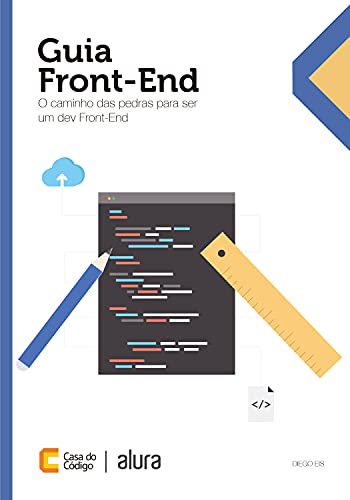 Guia
Front-End
O caminho das pedras para ser
um dev Front-End
</>
Casa do
Código
alura
DIEGO EIS